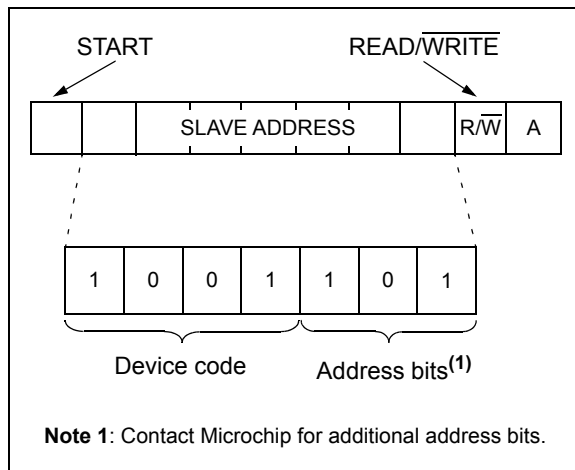 START READ/WRITE
SLAVE ADDRESS R/W A
1 0 0 1 1 0 1
Device code Address bits(1)
Note 1: Contact Microchip for additional address bits.